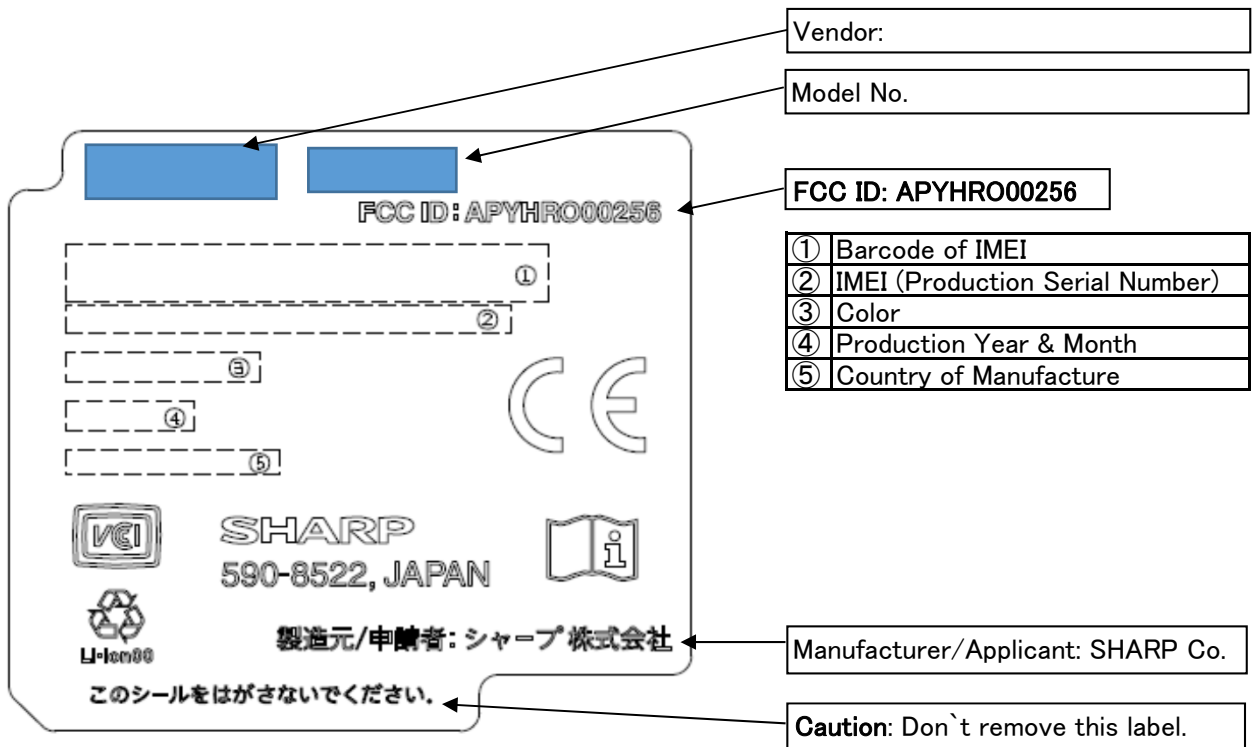 Vendor:
Model No.
FCC ID: APYHRO00256
FCC ID: APYHRO00256
① Barcode of IMEI
② IMEI (Production Serial Number)
③ Color
④ Production Year & Month
⑤ Country of Manufacture
①
②
③
④
⑤
CE
VCCI
SHARP
590-8522, JAPAN
i
Li-ion00
製造元/申請者: シャープ 株式会社
Manufacturer/Applicant: SHARP Co.
このシールをはがさないでください.
Caution: Don`t remove this label.